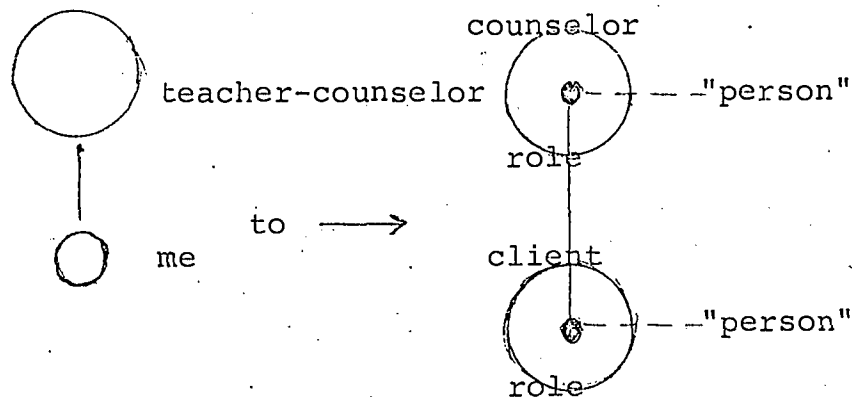 counselor
teacher-counselor
"person"
role
to
me
client
"person"
role